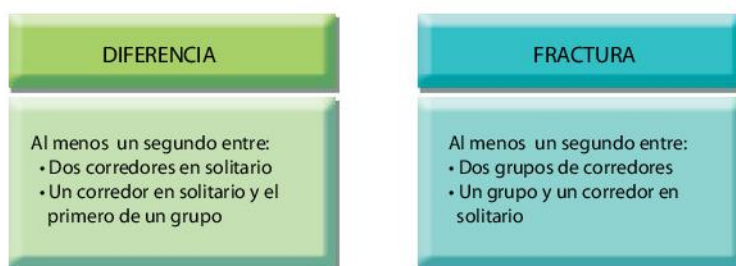 DIFERENCIA
Al menos un segundo entre:
• Dos corredores en solitario
• Un corredor en solitario y el
primero de un grupo
FRACTURA
Al menos un segundo entre:
• Dos grupos de corredores
• Un grupo y un corredor en
solitario